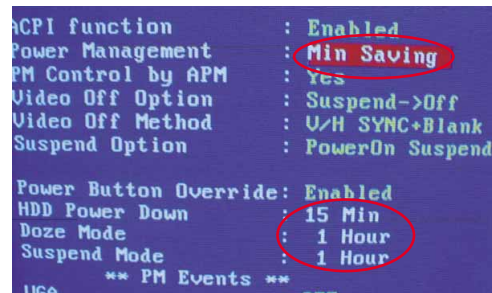 ACPI function : Enabled
Power Management : Min Saving
PM Control by APM : Yes
Video Off Option : Suspend->Off
Video Off Method : V/H SYNC+Blank
Suspend Option : PowerOn Suspend
Power Button Override: Enabled
HDD Power Down : 15 Min
Doze Mode : 1 Hour
Suspend Mode : 1 Hour
** PM Events **
VGA